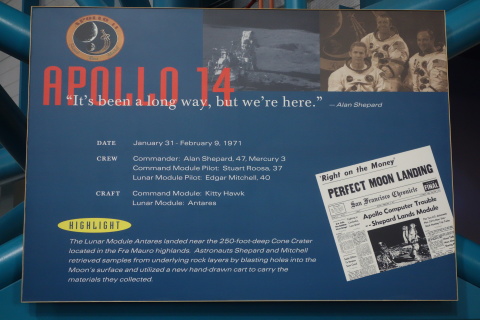 APOLLO 14
APOLLO 14
"It's been a long way, but we're here." — Alan Shepard
DATE January 31 - February 9, 1971
CREW Commander: Alan Shepard, 47, Mercury 3
Command Module Pilot: Stuart Roosa, 37
Lunar Module Pilot: Edgar Mitchell, 40
CRAFT Command Module: Kitty Hawk
Lunar Module: Antares
HIGHLIGHT
The Lunar Module Antares landed near the 250-foot-deep Cone Crater
located in the Fra Mauro highlands. Astronauts Shepard and Mitchell
retrieved samples from underlying rock layers by blasting holes into
the Moon's surface and utilized a new hand-drawn cart to carry the
materials they collected.
'Right on the Money'
PERFECT MOON LANDING
San Francisco Chronicle
FINAL
Apollo Computer Trouble
Shepard Lands Module